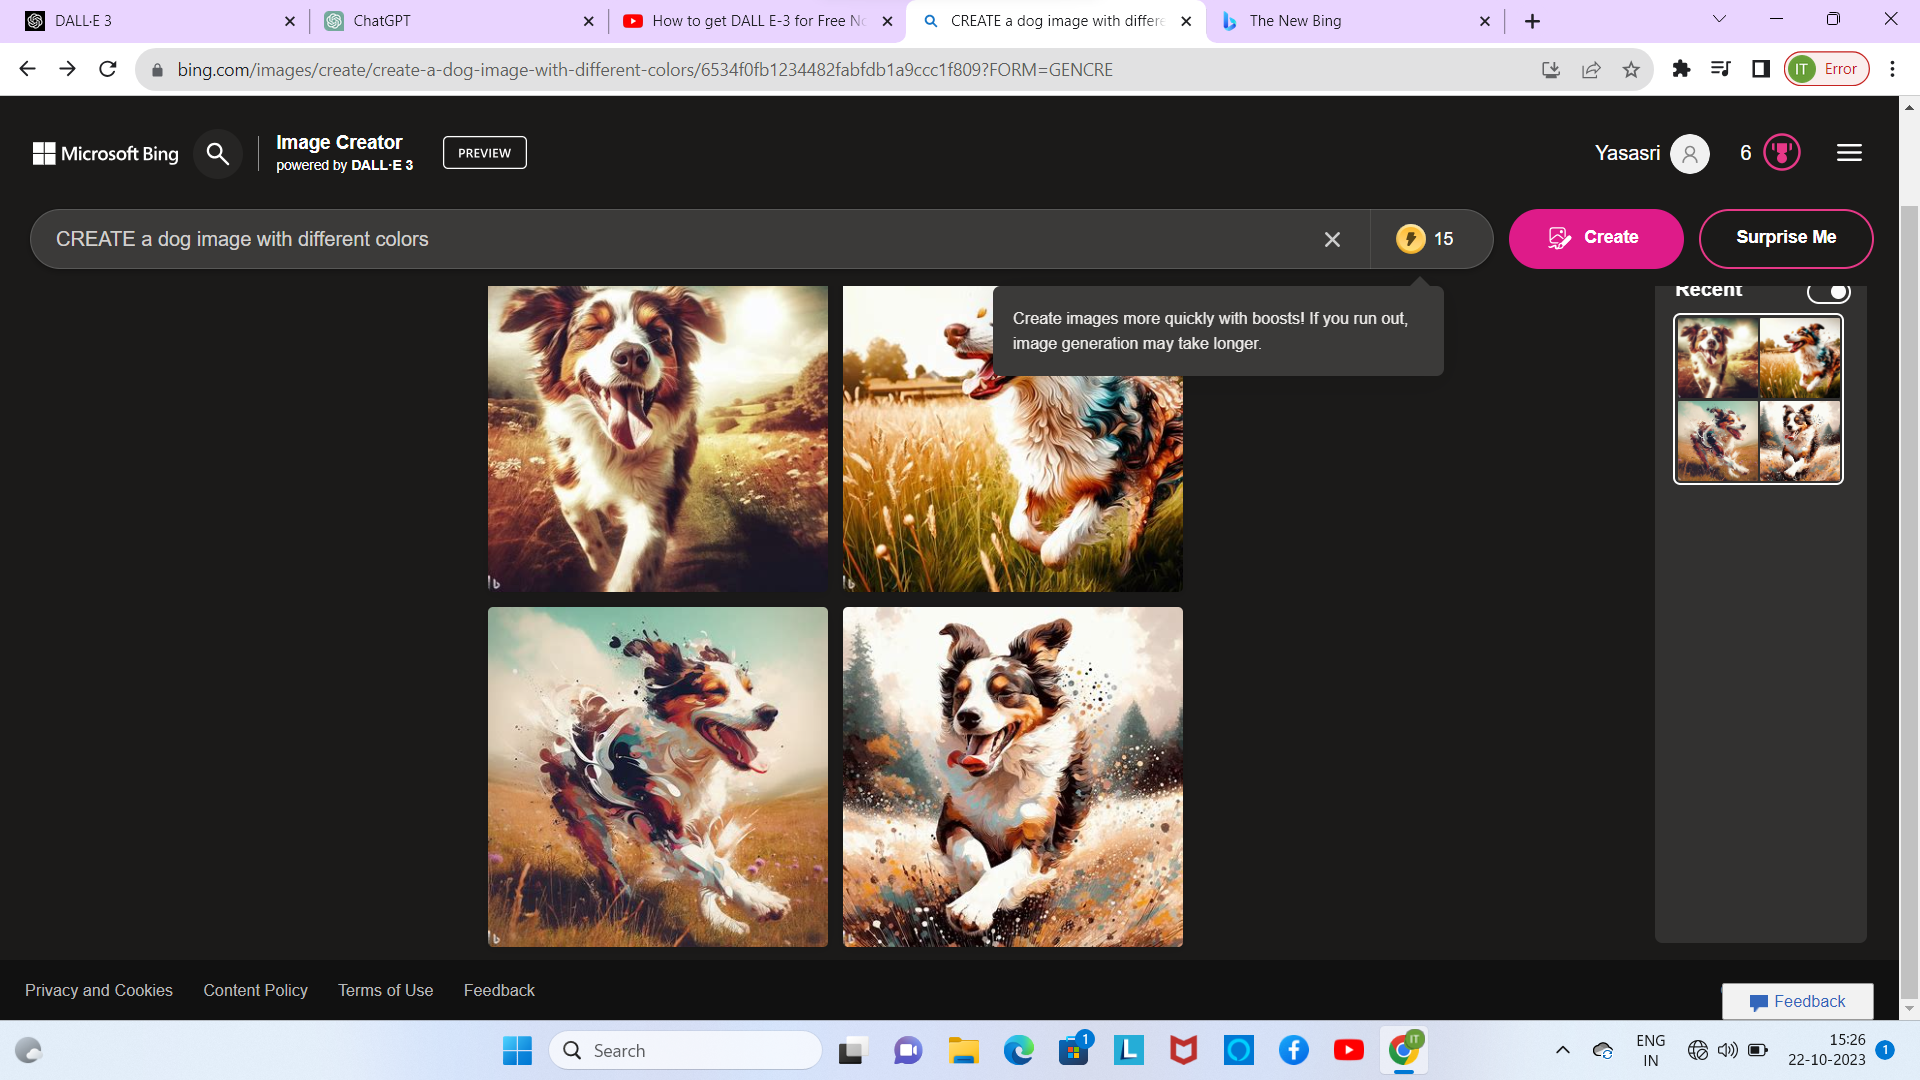 DALL·E 3
ChatGPT
How to get DALL E-3 for Free No
CREATE a dog image with differe
The New Bing
bing.com/images/create/create-a-dog-image-with-different-colors/6534f0fb1234482fabfdb1a9ccc1f809?FORM=GENCRE
IT
Error
Microsoft Bing
Image Creator
powered by DALL·E 3
PREVIEW
Yasasri
6
CREATE a dog image with different colors
15
Create
Surprise Me
Create images more quickly with boosts! If you run out,
image generation may take longer.
Recent
Privacy and Cookies
Content Policy
Terms of Use
Feedback
Feedback
Search
1
L
IT
ENG
IN
15:26
22-10-2023
1